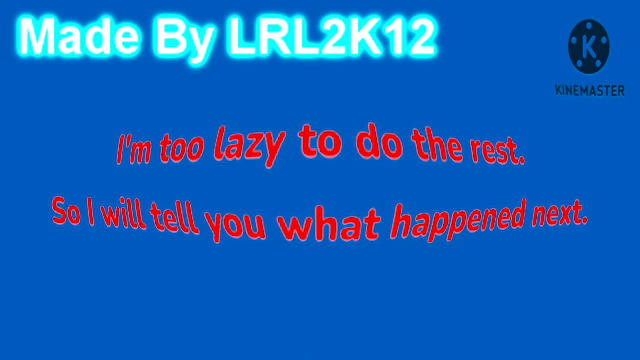 Made By LRL2K12
KINEMASTER
I'm too lazy to do the rest.
So I will tell you what happened next.